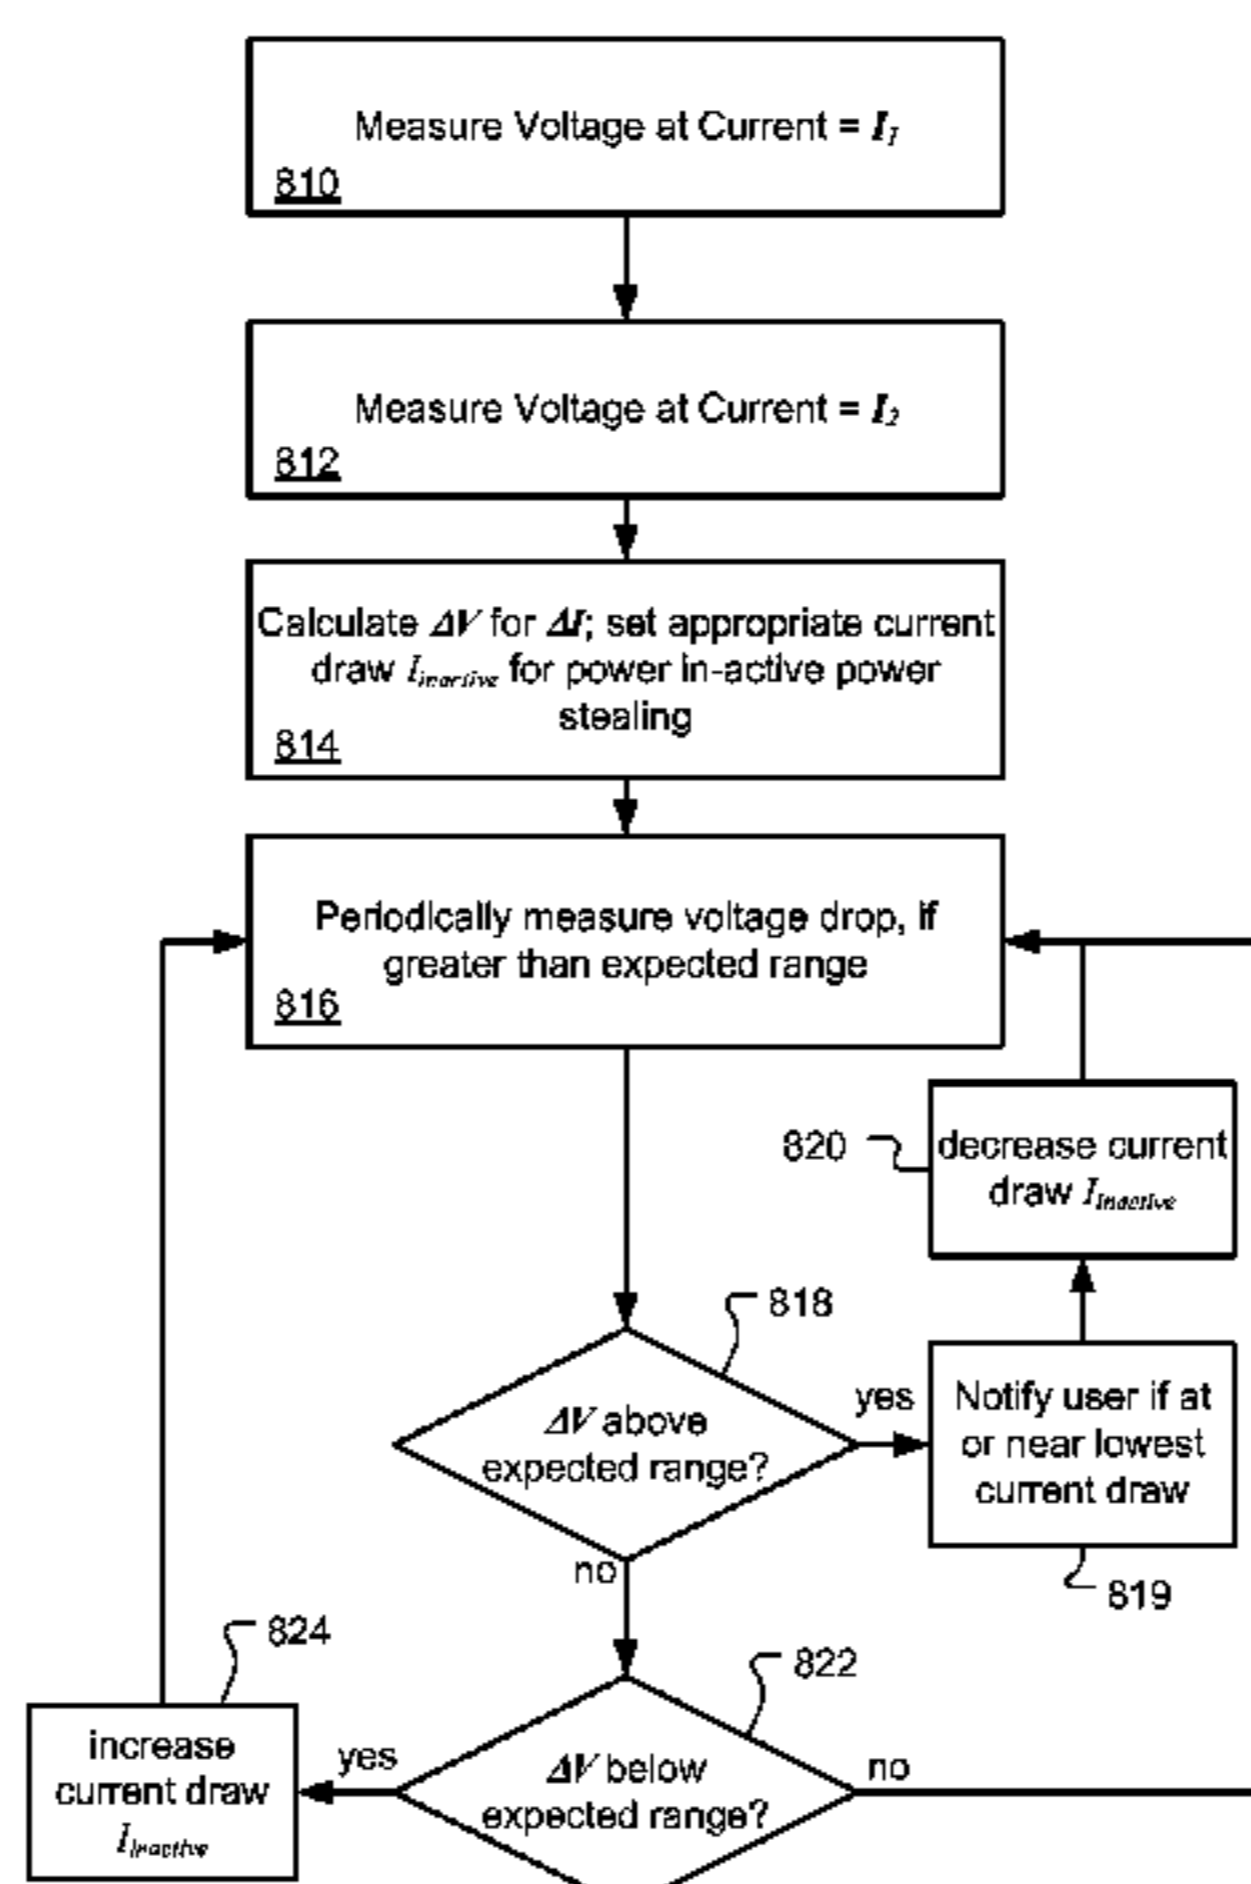 Measure Voltage at Current = I1
810
Measure Voltage at Current = I2
812
Calculate ΔV for ΔI; set appropriate current
draw Iinactive for power in-active power
stealing
814
Periodically measure voltage drop, if
greater than expected range
816
820
decrease current
draw Iinactive
818
ΔV above
expected range?
yes
Notify user if at
or near lowest
current draw
no
819
824
822
increase
current draw
Iinactive
yes
ΔV below
expected range?
no